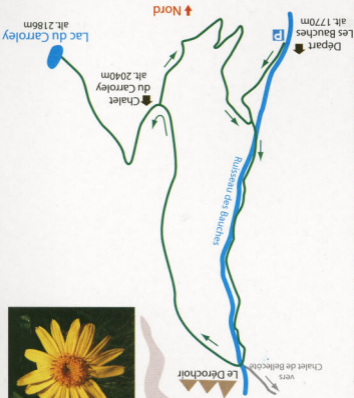 vers
Chalet de Bellecôté
Le Dérochoir
Ruisseau des Bauches
Chalet
du Carroley
alt. 2040m
Départ
Les Bauches
alt. 1770m
P
Lac du Carroley
alt. 2186m
Nord